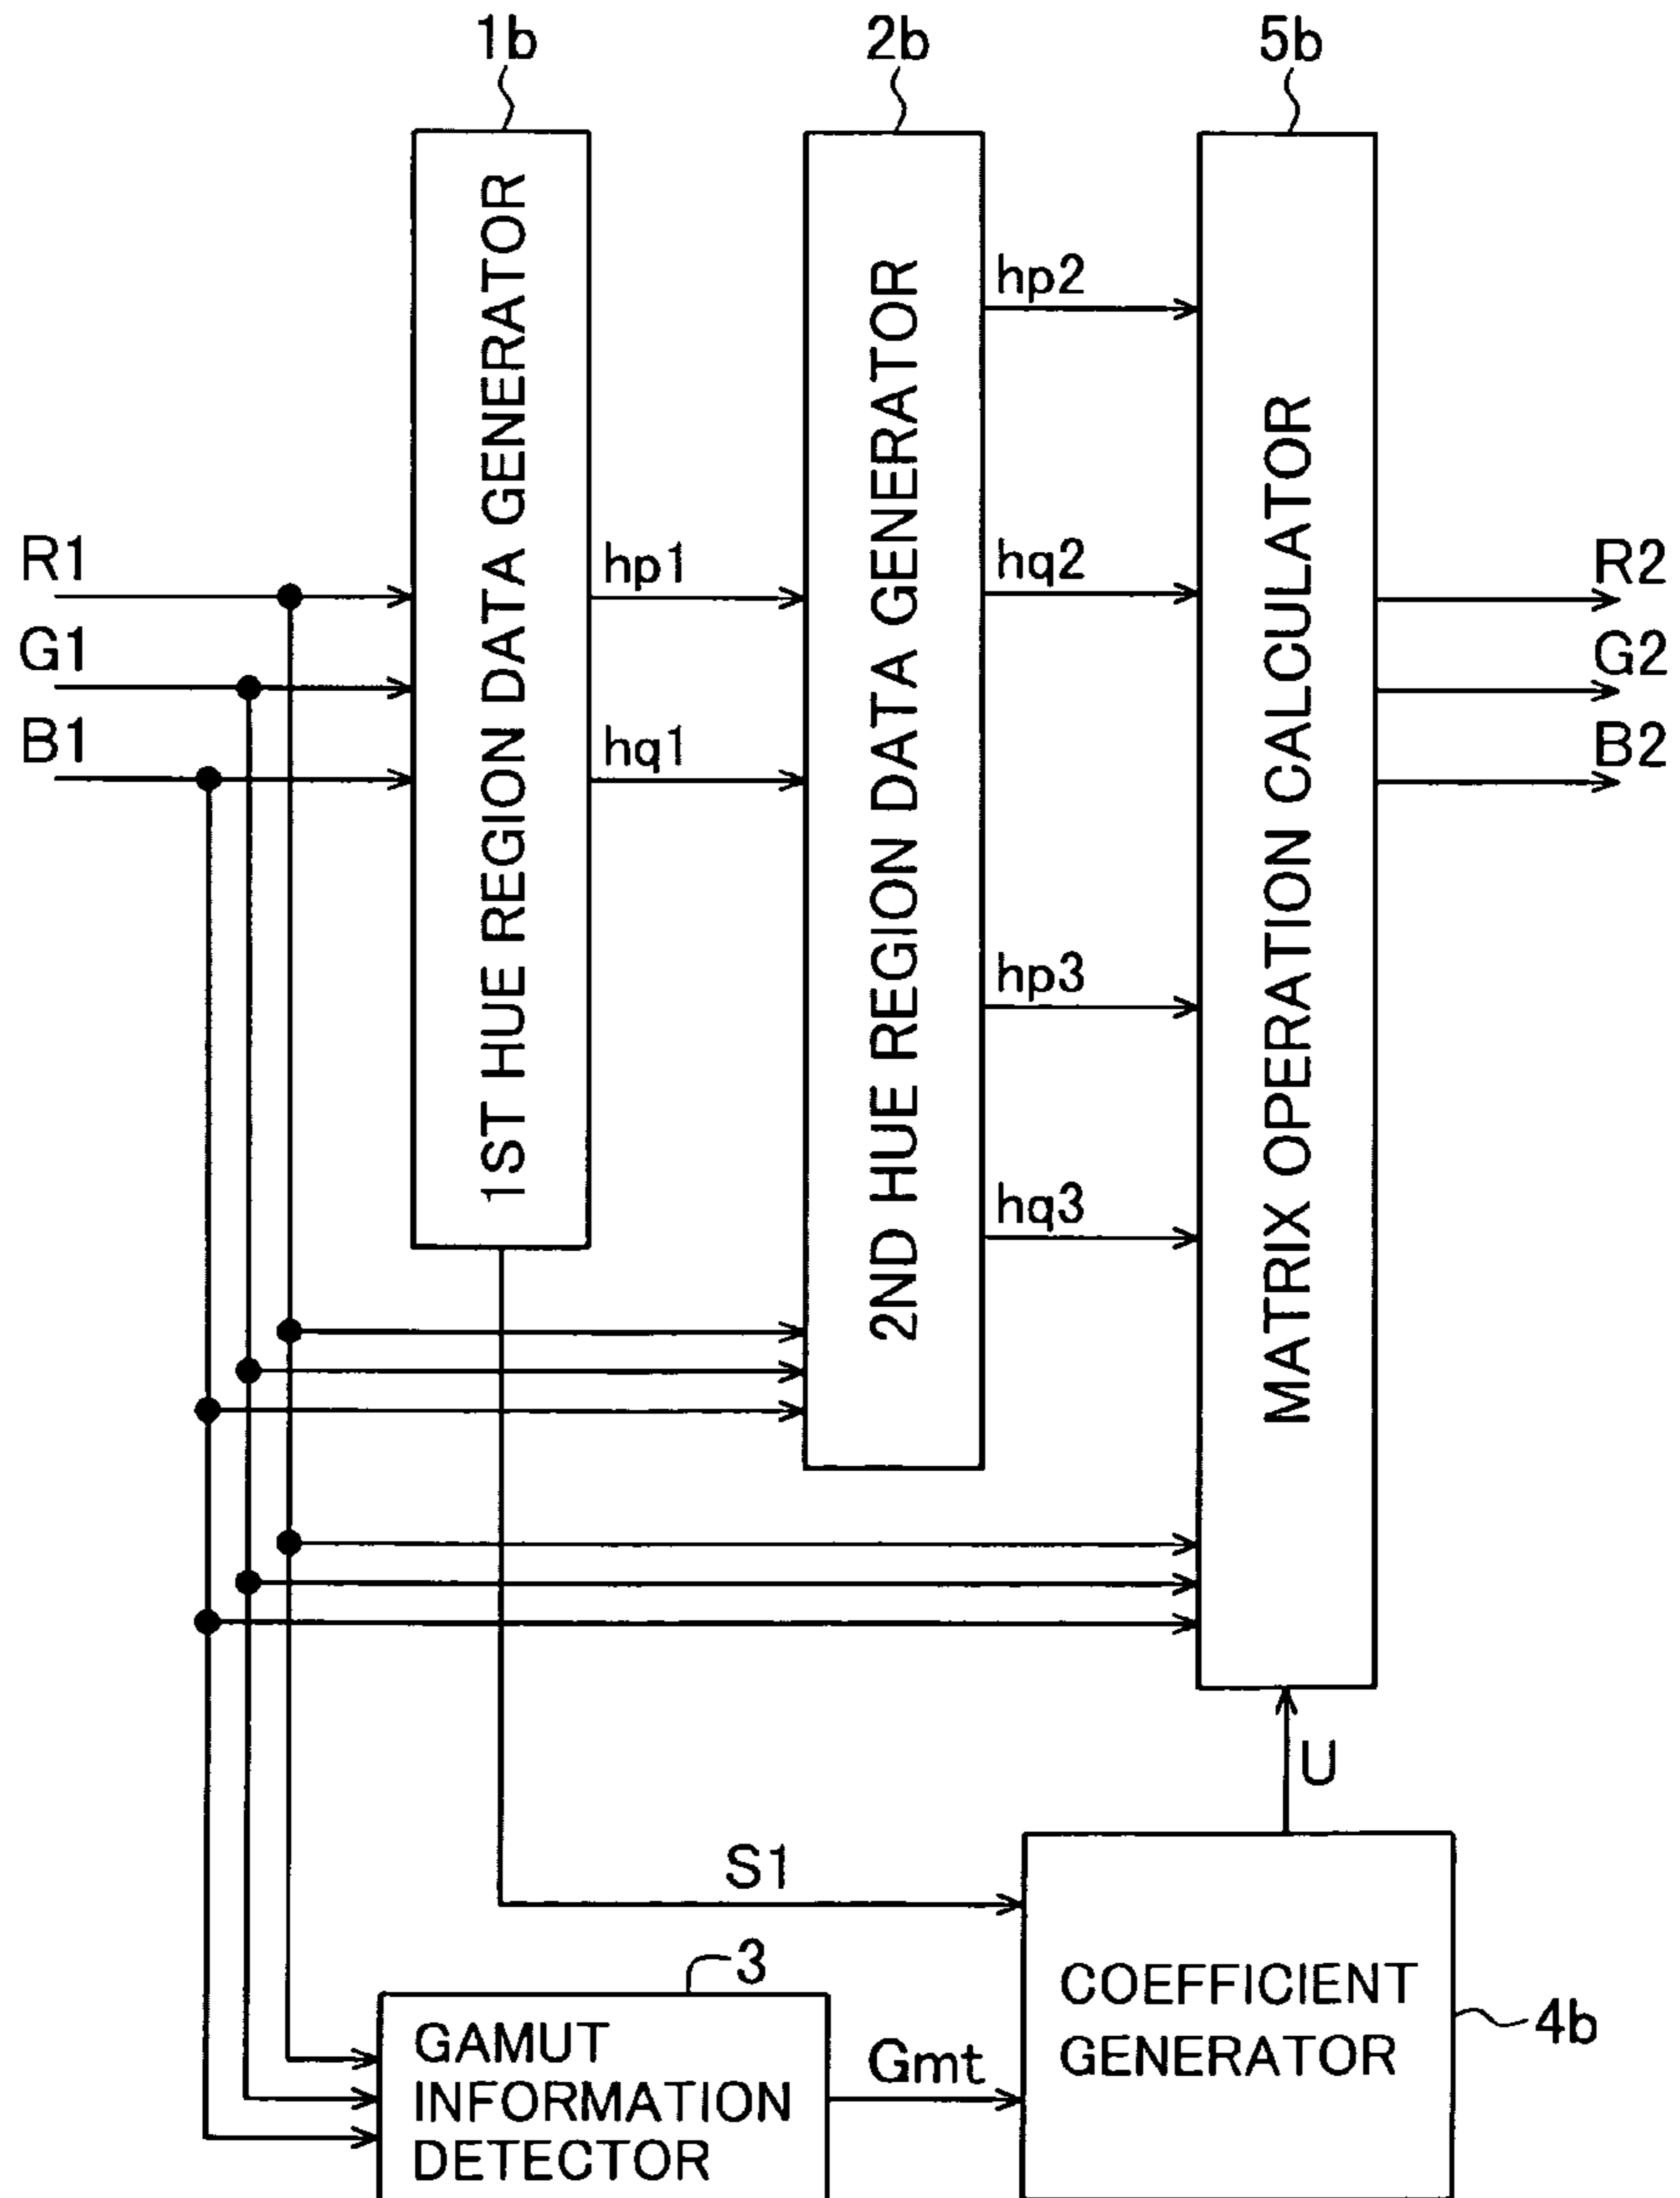 1b
2b
5b
1ST HUE REGION DATA GENERATOR
2ND HUE REGION DATA GENERATOR
MATRIX OPERATION CALCULATOR
R1
G1
B1
hp1
hq1
hp2
hq2
hp3
hq3
R2
G2
B2
U
S1
3
GAMUT
INFORMATION
DETECTOR
Gmt
COEFFICIENT
GENERATOR
4b